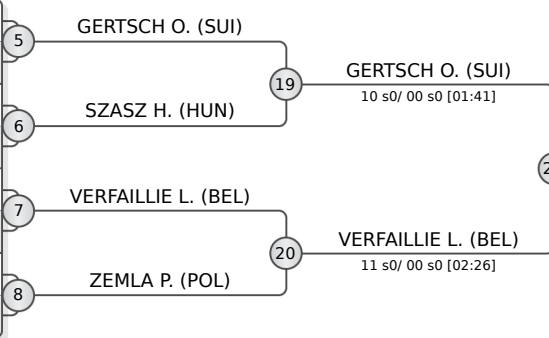 GERTSCH O. (SUI)
5
19
GERTSCH O. (SUI)
10 s0/ 00 s0 [01:41]
SZASZ H. (HUN)
6
VERFAILLIE L. (BEL)
7
20
VERFAILLIE L. (BEL)
11 s0/ 00 s0 [02:26]
ZEMLA P. (POL)
8